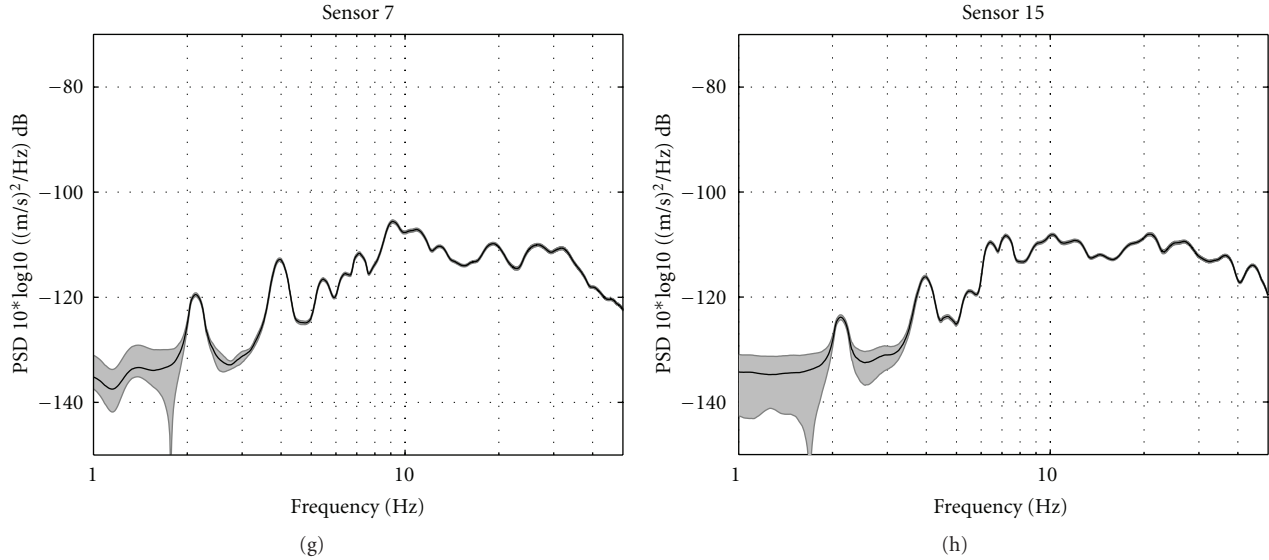 Sensor 7
PSD 10*log10 ((m/s)²/Hz) dB
−80
−100
−120
−140
1
10
Frequency (Hz)
(g)
Sensor 15
PSD 10*log10 ((m/s)²/Hz) dB
−80
−100
−120
−140
1
10
Frequency (Hz)
(h)